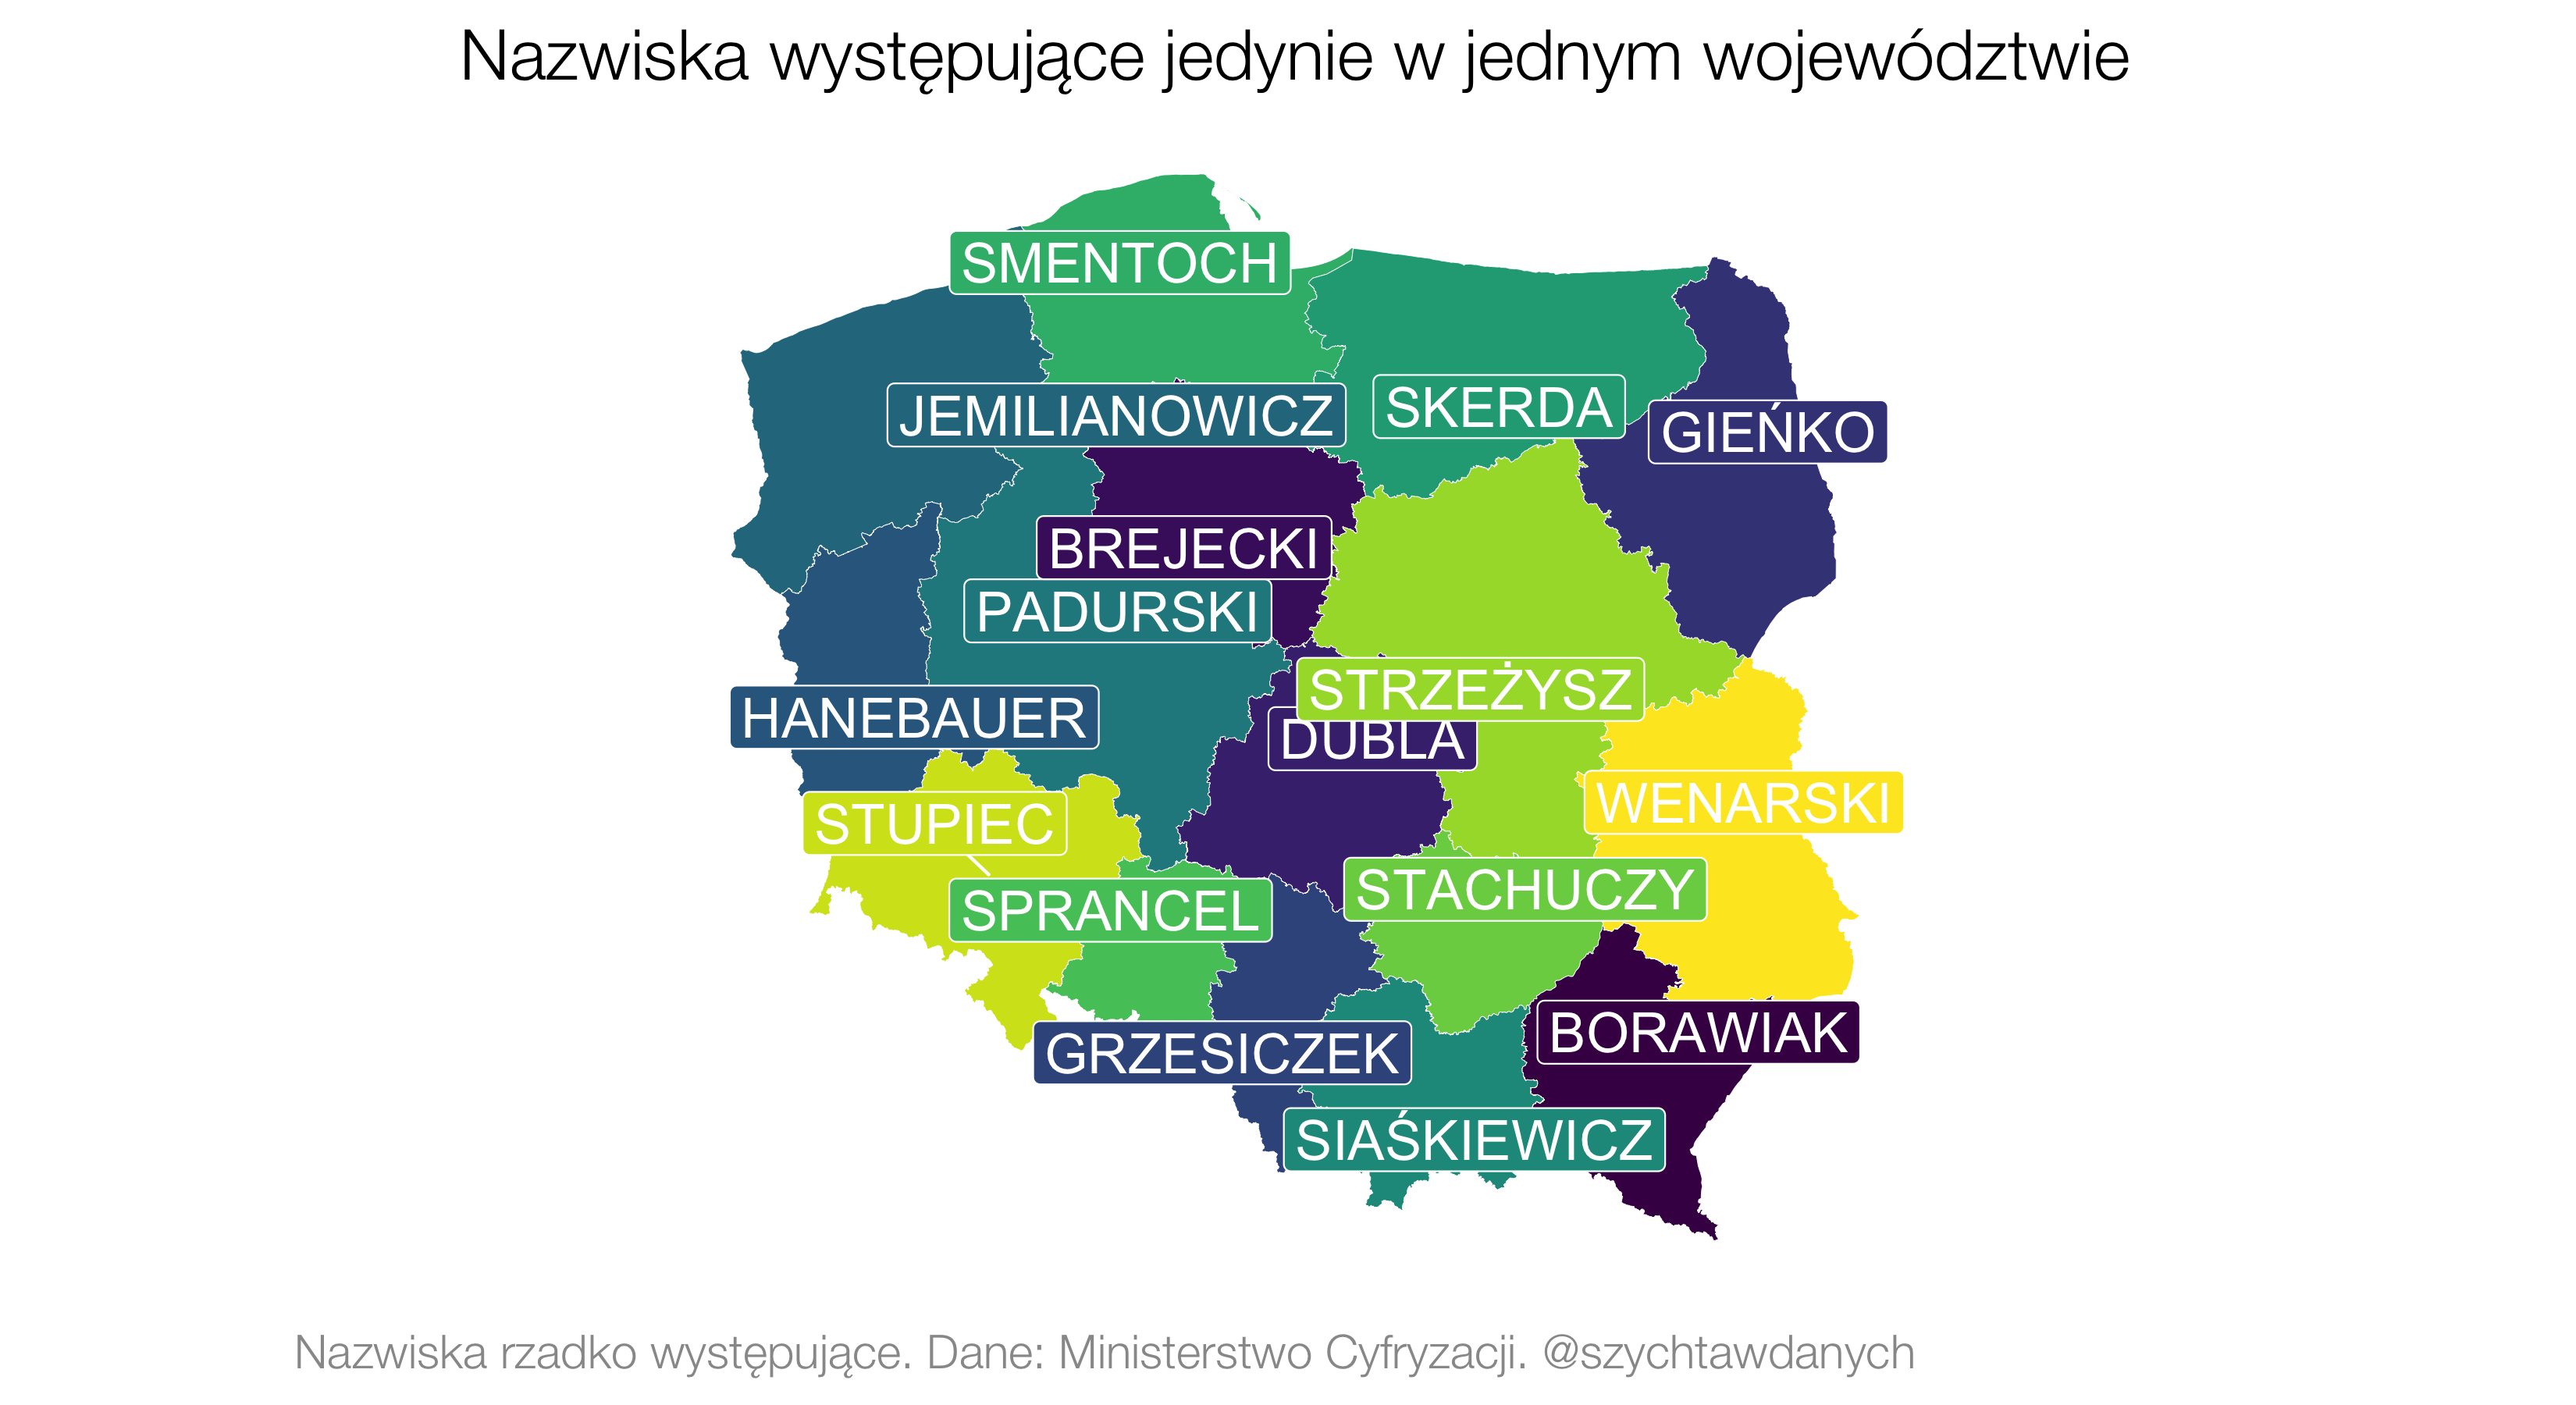 Nazwiska występujące jedynie w jednym województwie
SMENTOCH
JEMILIANOWICZ
SKERDA
GIEŃKO
BREJECKI
PADURSKI
STRZEŻYSZ
HANEBAUER
DUBLA
WENARSKI
STUPIEC
STACHUCZY
SPRANCEL
BORAWIAK
GRZESICZEK
SIAŚKIEWICZ
Nazwiska rzadko występujące. Dane: Ministerstwo Cyfryzacji. @szychtawdanych